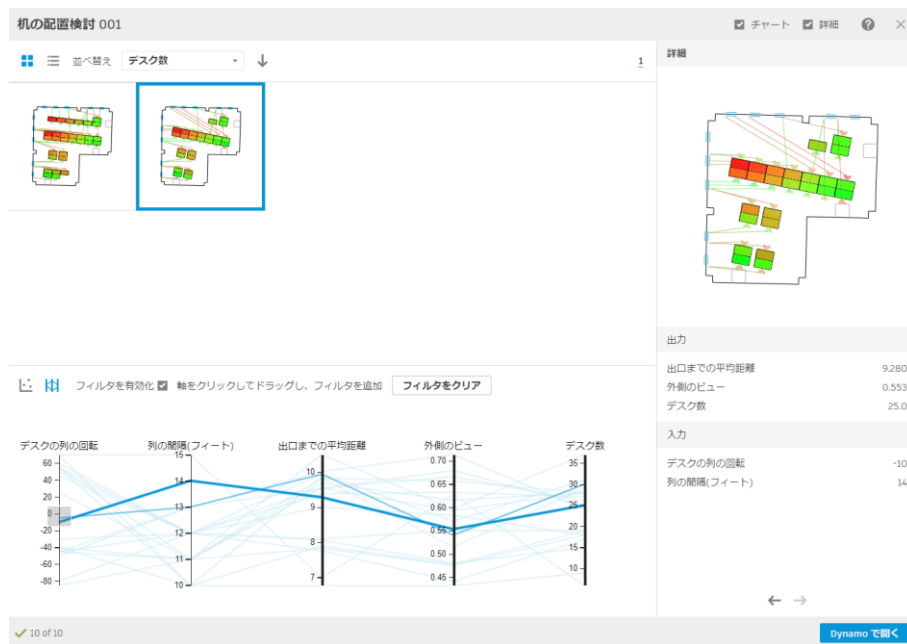 机の配置検討 001
チャート 詳細
並べ替え デスク数
1
フィルタを有効化 軸をクリックしてドラッグし、フィルタを追加 フィルタをクリア
デスクの列の回転 列の間隔(フィート) 出口までの平均距離 外側のビュー デスク数
60
40
20
0
-20
-40
-60
-80
15
14
13
12
11
10
10
9
8
7
0.70
0.65
0.60
0.55
0.50
0.45
35
30
25
20
15
10
10 of 10
詳細
出力
出口までの平均距離 9.280
外側のビュー 0.553
デスク数 25.0
入力
デスクの列の回転 -10
列の間隔(フィート) 14
Dynamo で開く